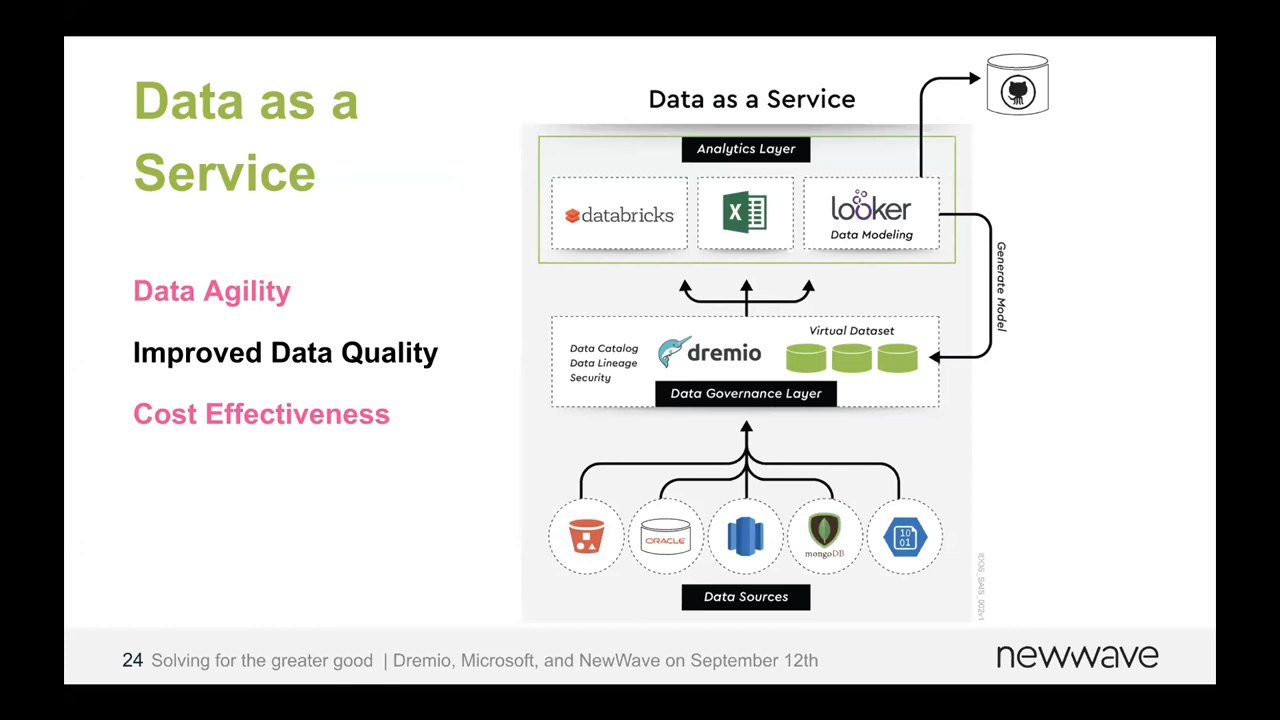 Data as a
Service
Data Agility
Improved Data Quality
Cost Effectiveness
Data as a Service
Analytics Layer
databricks
X
looker
Data Modeling
Generate Model
Data Catalog
Data Lineage
Security
dremio
Virtual Dataset
Data Governance Layer
ORACLE
mongoDB
10
01
Data Sources
24 Solving for the greater good | Dremio, Microsoft, and NewWave on September 12th
newwave